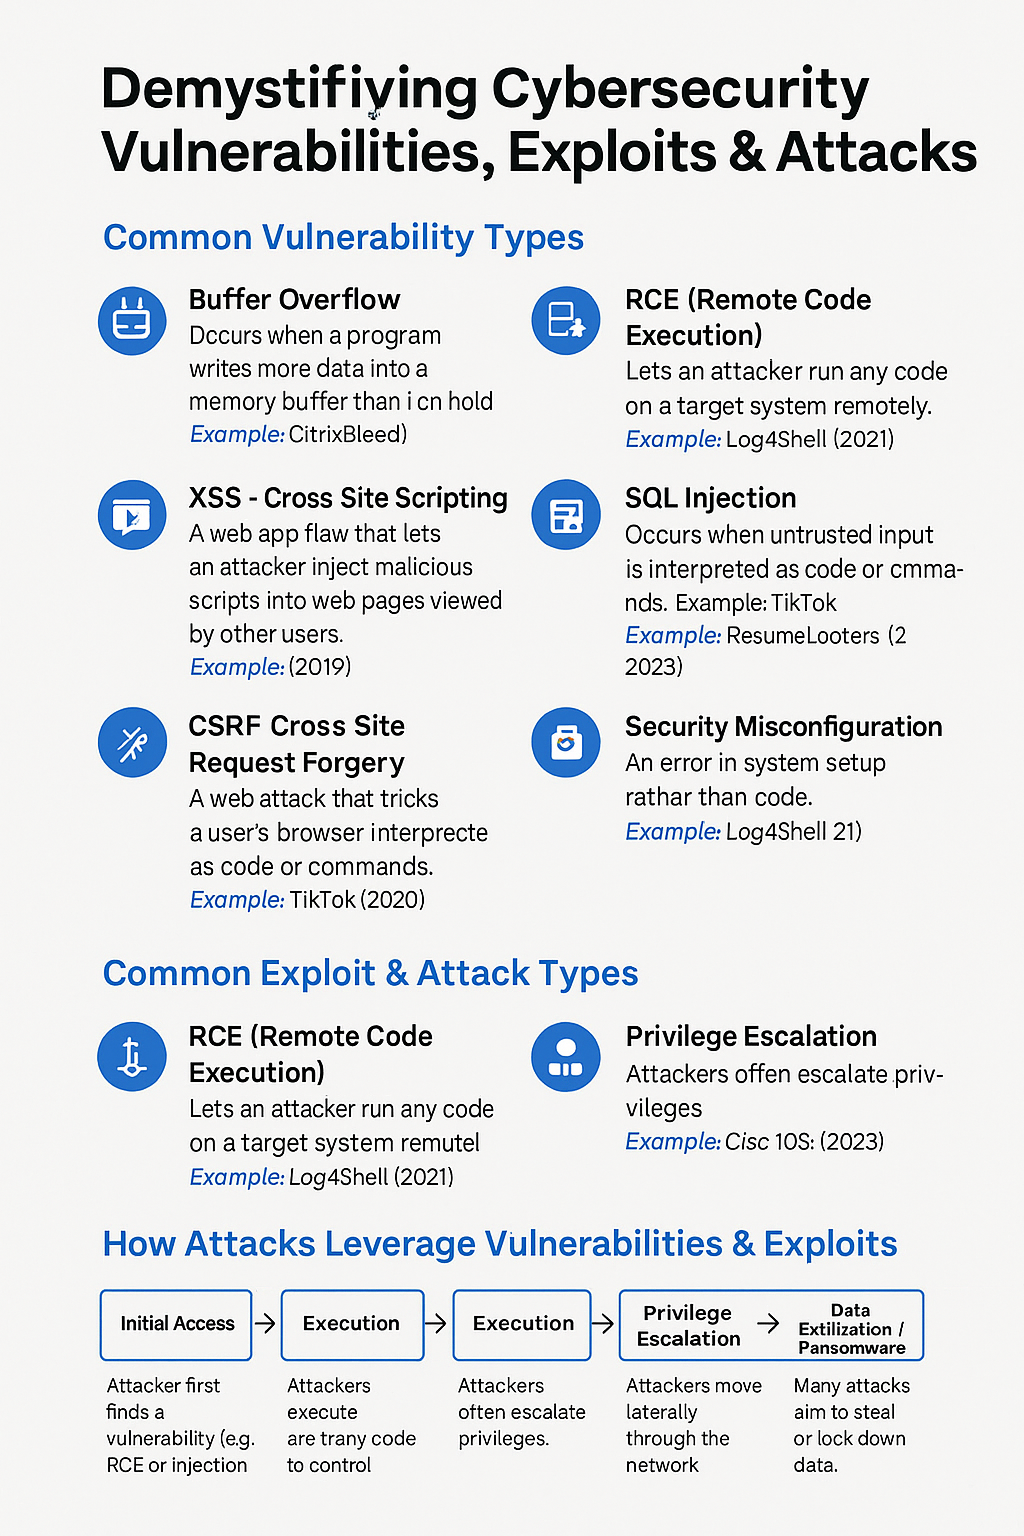 Demystifiying Cybersecurity
Vulnerabilities, Exploits & Attacks
Common Vulnerability Types
Buffer Overflow
Dccurs when a program
writes more data into a
memory buffer than i cn hold
Example: CitrixBleed)
RCE (Remote Code
Execution)
Lets an attacker run any code
on a target system remotely.
Example: Log4Shell (2021)
XSS - Cross Site Scripting
A web app flaw that lets
an attacker inject malicious
scripts into web pages viewed
by other users.
Example: (2019)
SQL Injection
Occurs when untrusted input
is interpreted as code or cmma-
nds. Example: TikTok
Example: ResumeLooters (2
2023)
CSRF Cross Site
Request Forgery
A web attack that tricks
a user's browser interprecte
as code or commands.
Example: TikTok (2020)
Security Misconfiguration
An error in system setup
rathar than code.
Example: Log4Shell 21)
Common Exploit & Attack Types
RCE (Remote Code
Execution)
Lets an attacker run any code
on a target system remutel
Example: Log4Shell (2021)
Privilege Escalation
Attackers offen escalate priv-
vileges
Example: Cisc 1OS: (2023)
How Attacks Leverage Vulnerabilities & Exploits
Initial Access
Execution
Execution
Privilege
Escalation
Data
Extilization /
Pansomware
Attacker first
finds a
vulnerability (e.g.
RCE or injection
Attackers
execute
are trany code
to control
Attackers
often escalate
privileges.
Attackers move
laterally
through the
network
Many attacks
aim to steal
or lock down
data.